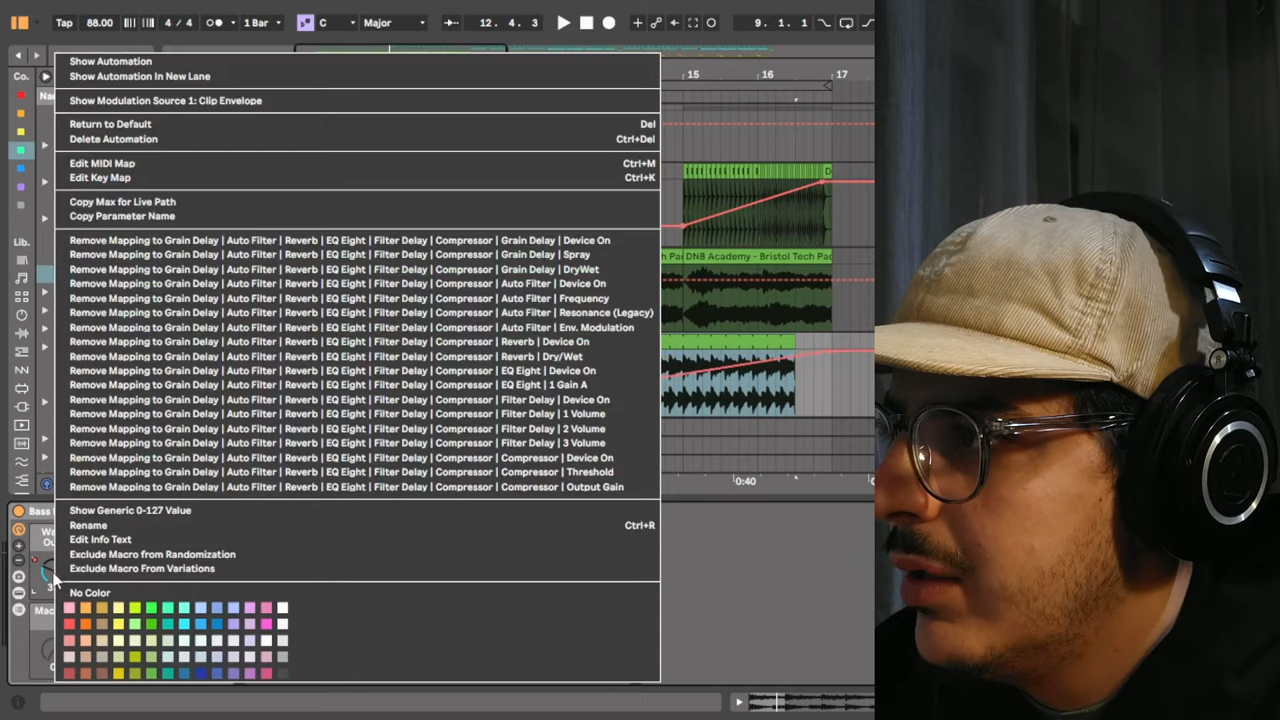 Tap 88.00 4 / 4 1 Bar C Major 12. 4. 3 9. 1. 1
15 16 17
Co.
Lib.
Show Automation
Show Automation In New Lane
Show Modulation Source 1: Clip Envelope
Return to Default Del
Delete Automation Ctrl+Del
Edit MIDI Map Ctrl+M
Edit Key Map Ctrl+K
Copy Max for Live Path
Copy Parameter Name
Remove Mapping to Grain Delay | Auto Filter | Reverb | EQ Eight | Filter Delay | Compressor | Grain Delay | Device On
Remove Mapping to Grain Delay | Auto Filter | Reverb | EQ Eight | Filter Delay | Compressor | Grain Delay | Spray
Remove Mapping to Grain Delay | Auto Filter | Reverb | EQ Eight | Filter Delay | Compressor | Grain Delay | DryWet
Remove Mapping to Grain Delay | Auto Filter | Reverb | EQ Eight | Filter Delay | Compressor | Auto Filter | Device On
Remove Mapping to Grain Delay | Auto Filter | Reverb | EQ Eight | Filter Delay | Compressor | Auto Filter | Frequency
Remove Mapping to Grain Delay | Auto Filter | Reverb | EQ Eight | Filter Delay | Compressor | Auto Filter | Resonance (Legacy)
Remove Mapping to Grain Delay | Auto Filter | Reverb | EQ Eight | Filter Delay | Compressor | Auto Filter | Env. Modulation
Remove Mapping to Grain Delay | Auto Filter | Reverb | EQ Eight | Filter Delay | Compressor | Reverb | Device On
Remove Mapping to Grain Delay | Auto Filter | Reverb | EQ Eight | Filter Delay | Compressor | Reverb | Dry/Wet
Remove Mapping to Grain Delay | Auto Filter | Reverb | EQ Eight | Filter Delay | Compressor | EQ Eight | Device On
Remove Mapping to Grain Delay | Auto Filter | Reverb | EQ Eight | Filter Delay | Compressor | EQ Eight | 1 Gain A
Remove Mapping to Grain Delay | Auto Filter | Reverb | EQ Eight | Filter Delay | Compressor | Filter Delay | Device On
Remove Mapping to Grain Delay | Auto Filter | Reverb | EQ Eight | Filter Delay | Compressor | Filter Delay | 1 Volume
Remove Mapping to Grain Delay | Auto Filter | Reverb | EQ Eight | Filter Delay | Compressor | Filter Delay | 2 Volume
Remove Mapping to Grain Delay | Auto Filter | Reverb | EQ Eight | Filter Delay | Compressor | Filter Delay | 3 Volume
Remove Mapping to Grain Delay | Auto Filter | Reverb | EQ Eight | Filter Delay | Compressor | Compressor | Device On
Remove Mapping to Grain Delay | Auto Filter | Reverb | EQ Eight | Filter Delay | Compressor | Compressor | Threshold
Remove Mapping to Grain Delay | Auto Filter | Reverb | EQ Eight | Filter Delay | Compressor | Compressor | Output Gain
Show Generic 0-127 Value
Rename Ctrl+R
Edit Info Text
Exclude Macro from Randomization
Exclude Macro From Variations
No Color
DNB Academy - Bristol Tech Pad
0:40
Bass